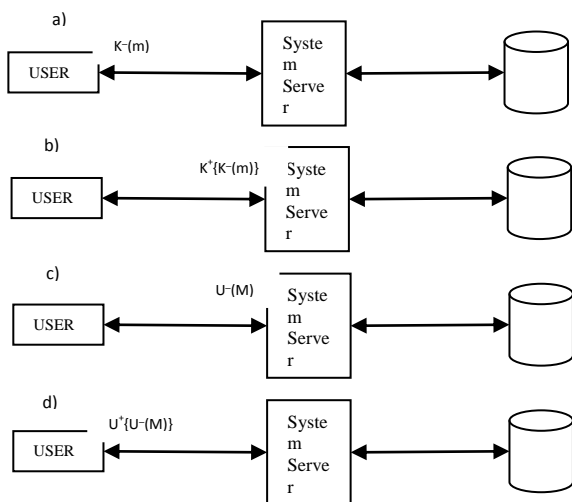 a)
K⁻(m)
USER
Syste
m
Serve
r
b)
K⁺{K⁻(m)}
USER
Syste
m
Serve
r
c)
U⁻(M)
USER
Syste
m
Serve
r
d)
U⁺{U⁻(M)}
USER
Syste
m
Serve
r